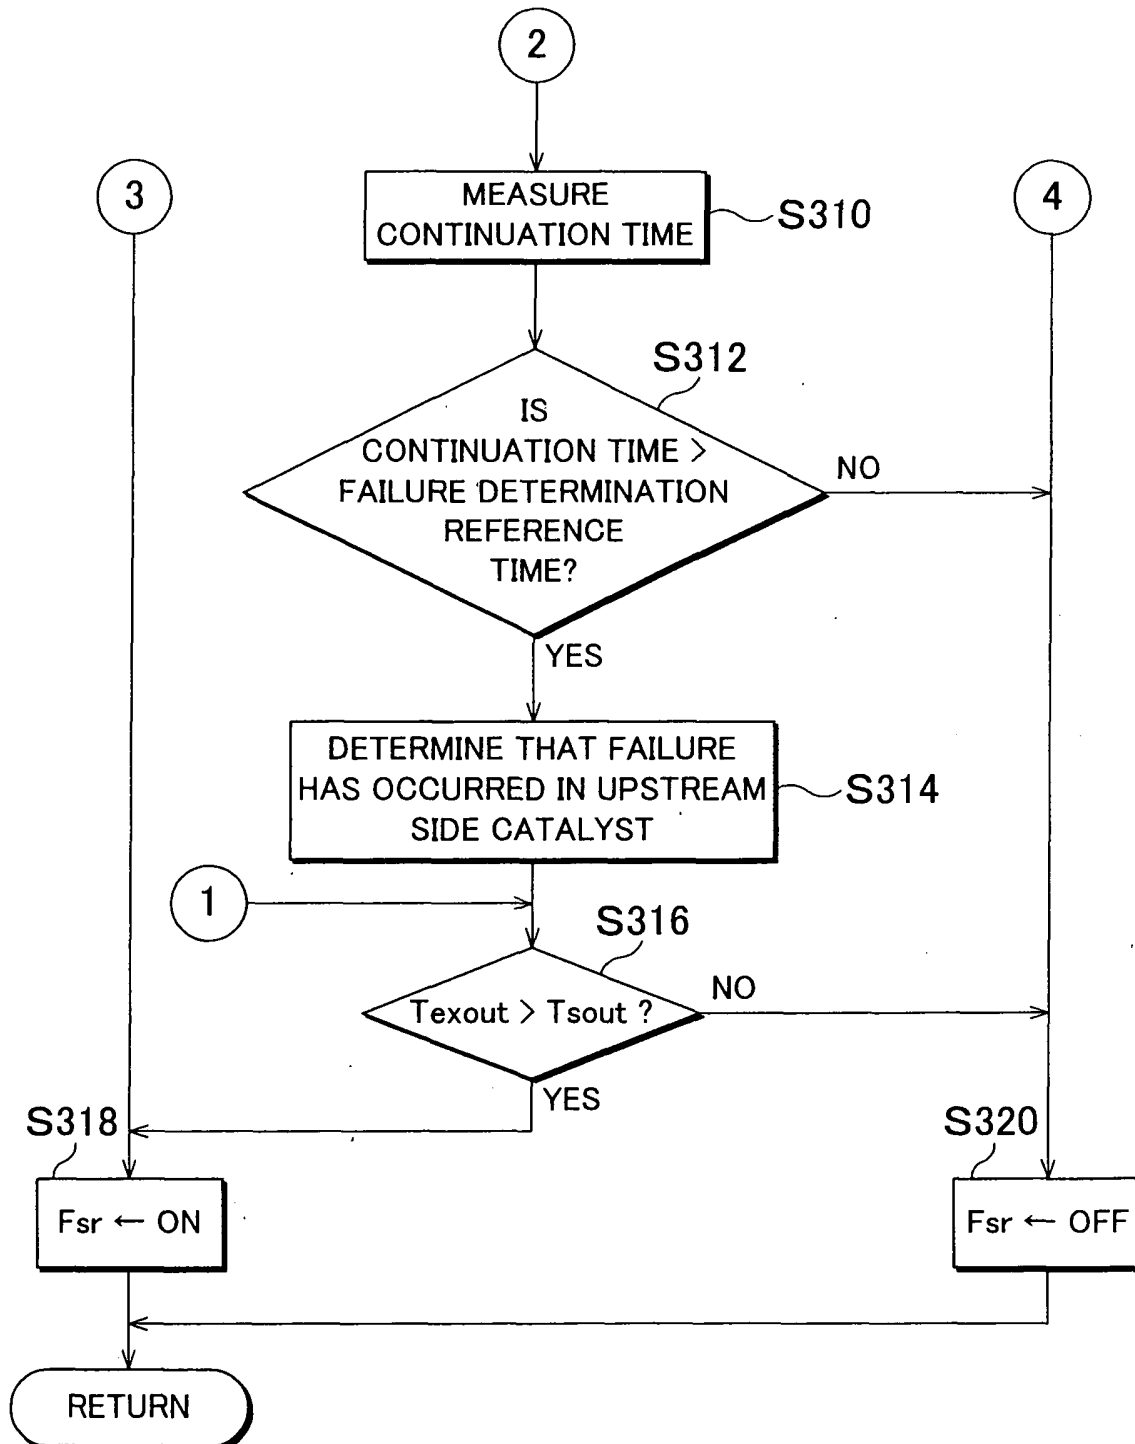 2
3
4
MEASURE
CONTINUATION TIME
S310
S312
IS
CONTINUATION TIME >
FAILURE DETERMINATION
REFERENCE
TIME?
NO
YES
DETERMINE THAT FAILURE
HAS OCCURRED IN UPSTREAM
SIDE CATALYST
S314
1
S316
Texout > Tsout ?
NO
YES
S318
S320
Fsr ← ON
Fsr ← OFF
RETURN